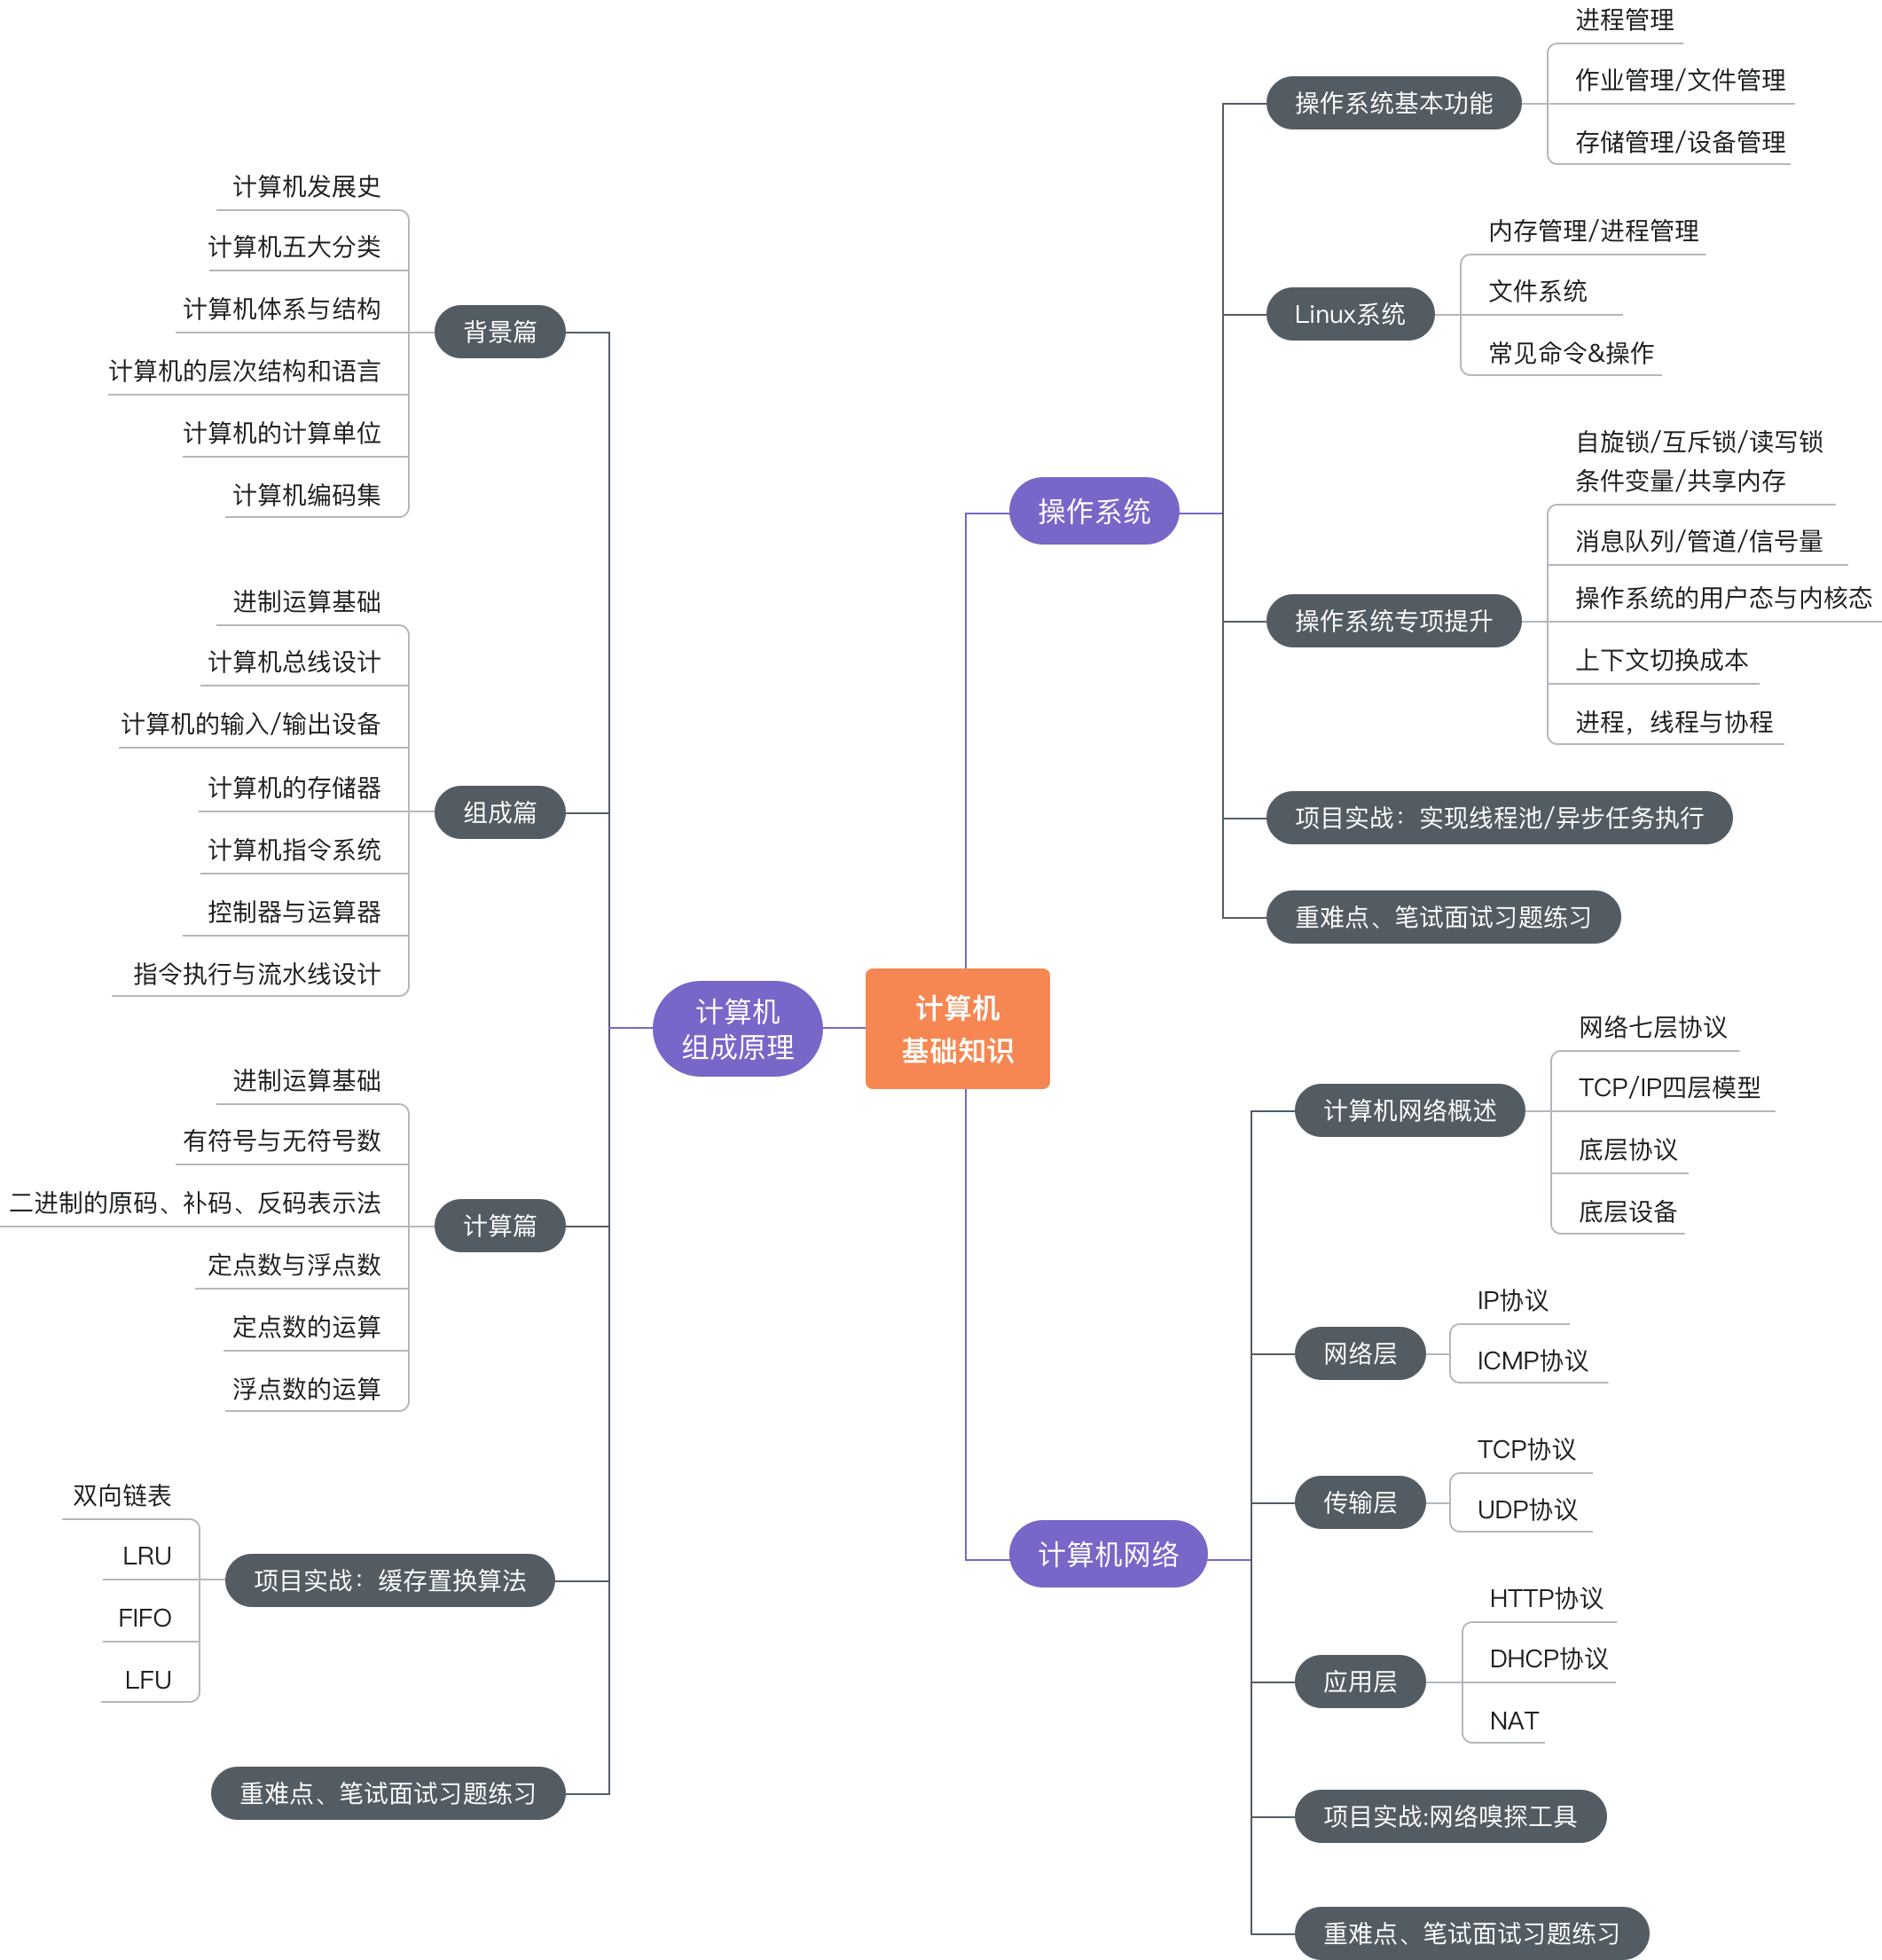 计算机
基础知识
计算机
组成原理
背景篇
计算机发展史
计算机五大分类
计算机体系与结构
计算机的层次结构和语言
计算机的计算单位
计算机编码集
组成篇
进制运算基础
计算机总线设计
计算机的输入/输出设备
计算机的存储器
计算机指令系统
控制器与运算器
指令执行与流水线设计
计算篇
进制运算基础
有符号与无符号数
二进制的原码、补码、反码表示法
定点数与浮点数
定点数的运算
浮点数的运算
项目实战：缓存置换算法
双向链表
LRU
FIFO
LFU
重难点、笔试面试习题练习
操作系统
操作系统基本功能
进程管理
作业管理/文件管理
存储管理/设备管理
Linux系统
内存管理/进程管理
文件系统
常见命令&操作
操作系统专项提升
自旋锁/互斥锁/读写锁
条件变量/共享内存
消息队列/管道/信号量
操作系统的用户态与内核态
上下文切换成本
进程，线程与协程
项目实战：实现线程池/异步任务执行
重难点、笔试面试习题练习
计算机网络
计算机网络概述
网络七层协议
TCP/IP四层模型
底层协议
底层设备
网络层
IP协议
ICMP协议
传输层
TCP协议
UDP协议
应用层
HTTP协议
DHCP协议
NAT
项目实战:网络嗅探工具
重难点、笔试面试习题练习